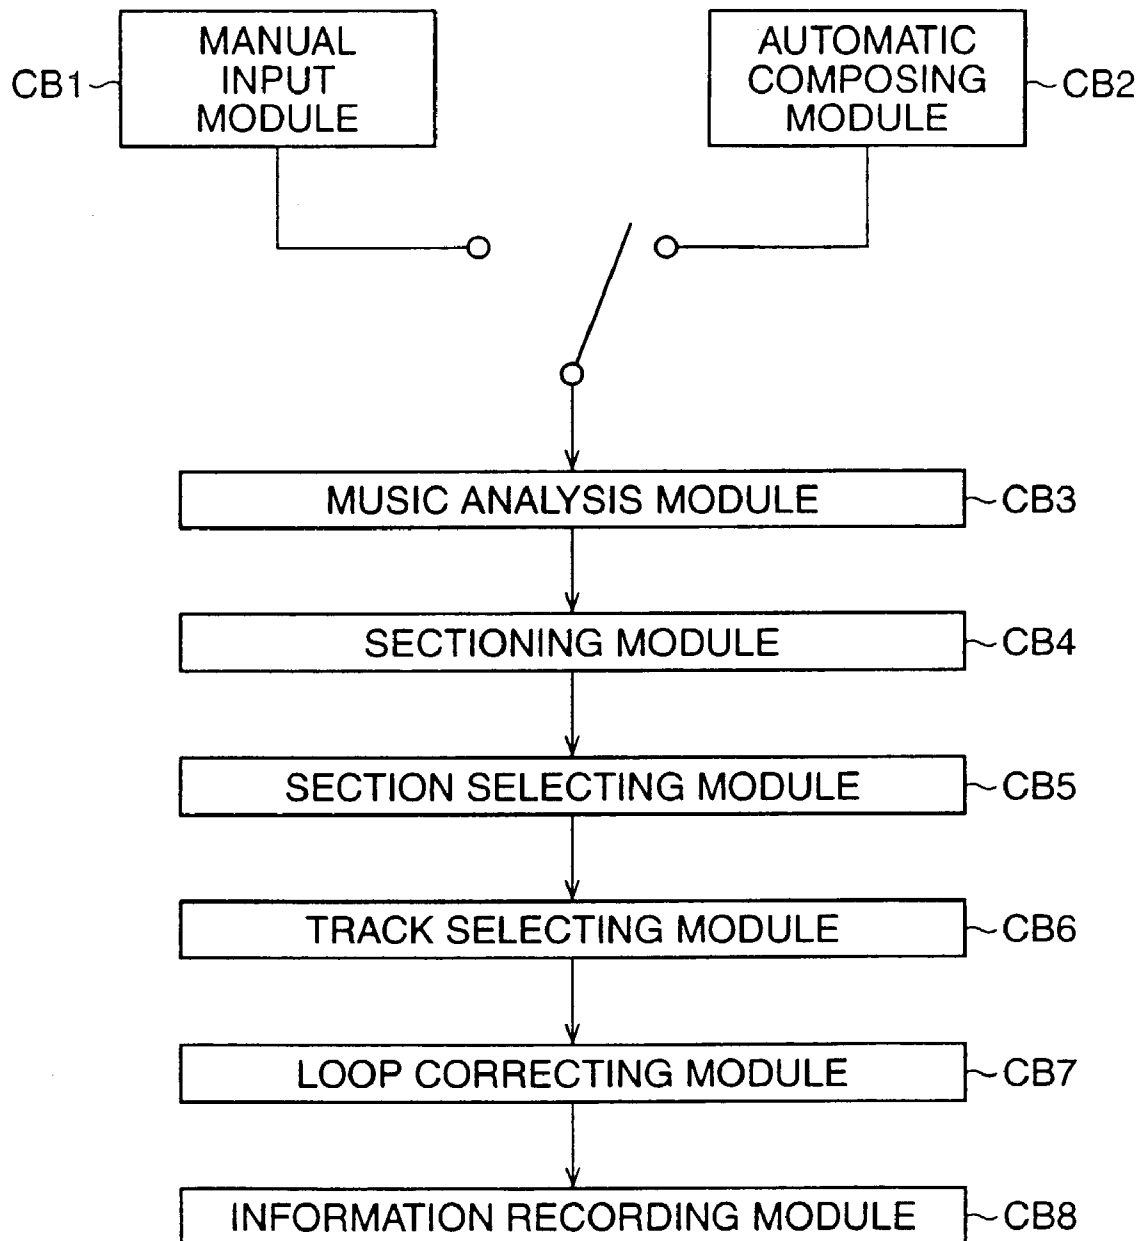 MANUAL
INPUT
MODULE
CB1
AUTOMATIC
COMPOSING
MODULE
CB2
MUSIC ANALYSIS MODULE
CB3
SECTIONING MODULE
CB4
SECTION SELECTING MODULE
CB5
TRACK SELECTING MODULE
CB6
LOOP CORRECTING MODULE
CB7
INFORMATION RECORDING MODULE
CB8